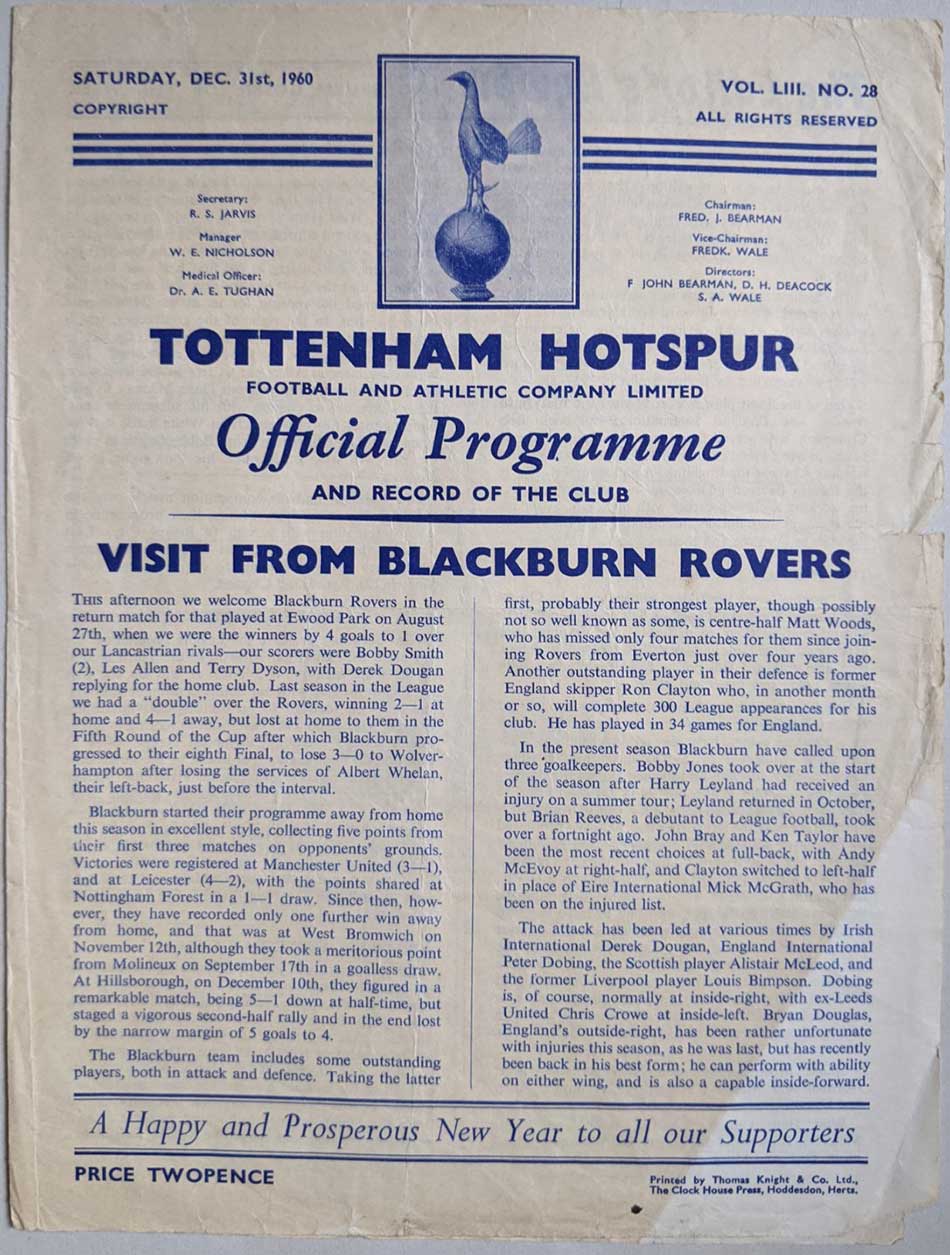 SATURDAY, DEC. 31st, 1960
COPYRIGHT
VOL. LIII. NO. 28
ALL RIGHTS RESERVED
Secretary:
R. S. JARVIS
Manager
W. E. NICHOLSON
Medical Officer:
Dr. A. E. TUGHAN
Chairman:
FRED. J. BEARMAN
Vice-Chairman:
FREDK. WALE
Directors:
F JOHN BEARMAN, D. H. DEACOCK
S. A. WALE
TOTTENHAM HOTSPUR
FOOTBALL AND ATHLETIC COMPANY LIMITED
Official Programme
AND RECORD OF THE CLUB
VISIT FROM BLACKBURN ROVERS
THIS afternoon we welcome Blackburn Rovers in the
return match for that played at Ewood Park on August
27th, when we were the winners by 4 goals to 1 over
our Lancastrian rivals—our scorers were Bobby Smith
(2), Les Allen and Terry Dyson, with Derek Dougan
replying for the home club. Last season in the League
we had a "double" over the Rovers, winning 2—1 at
home and 4—1 away, but lost at home to them in the
Fifth Round of the Cup after which Blackburn pro-
gressed to their eighth Final, to lose 3—0 to Wolver-
hampton after losing the services of Albert Whelan,
their left-back, just before the interval.
Blackburn started their programme away from home
this season in excellent style, collecting five points from
their first three matches on opponents' grounds.
Victories were registered at Manchester United (3—1),
and at Leicester (4—2), with the points shared at
Nottingham Forest in a 1—1 draw. Since then, how-
ever, they have recorded only one further win away
from home, and that was at West Bromwich on
November 12th, although they took a meritorious point
from Molineux on September 17th in a goalless draw.
At Hillsborough, on December 10th, they figured in a
remarkable match, being 5—1 down at half-time, but
staged a vigorous second-half rally and in the end lost
by the narrow margin of 5 goals to 4.
The Blackburn team includes some outstanding
players, both in attack and defence. Taking the latter
first, probably their strongest player, though possibly
not so well known as some, is centre-half Matt Woods,
who has missed only four matches for them since join-
ing Rovers from Everton just over four years ago.
Another outstanding player in their defence is former
England skipper Ron Clayton who, in another month
or so, will complete 300 League appearances for his
club. He has played in 34 games for England.
In the present season Blackburn have called upon
three goalkeepers. Bobby Jones took over at the start
of the season after Harry Leyland had received an
injury on a summer tour; Leyland returned in October,
but Brian Reeves, a debutant to League football, took
over a fortnight ago. John Bray and Ken Taylor have
been the most recent choices at full-back, with Andy
McEvoy at right-half, and Clayton switched to left-half
in place of Eire International Mick McGrath, who has
been on the injured list.
The attack has been led at various times by Irish
International Derek Dougan, England International
Peter Dobing, the Scottish player Alistair McLeod, and
the former Liverpool player Louis Bimpson. Dobing
is, of course, normally at inside-right, with ex-Leeds
United Chris Crowe at inside-left. Bryan Douglas,
England's outside-right, has been rather unfortunate
with injuries this season, as he was last, but has recently
been back in his best form; he can perform with ability
on either wing, and is also a capable inside-forward.
A Happy and Prosperous New Year to all our Supporters
PRICE TWOPENCE
Printed by Thomas Knight & Co. Ltd.,
The Clock House Press, Hoddesdon, Herts.